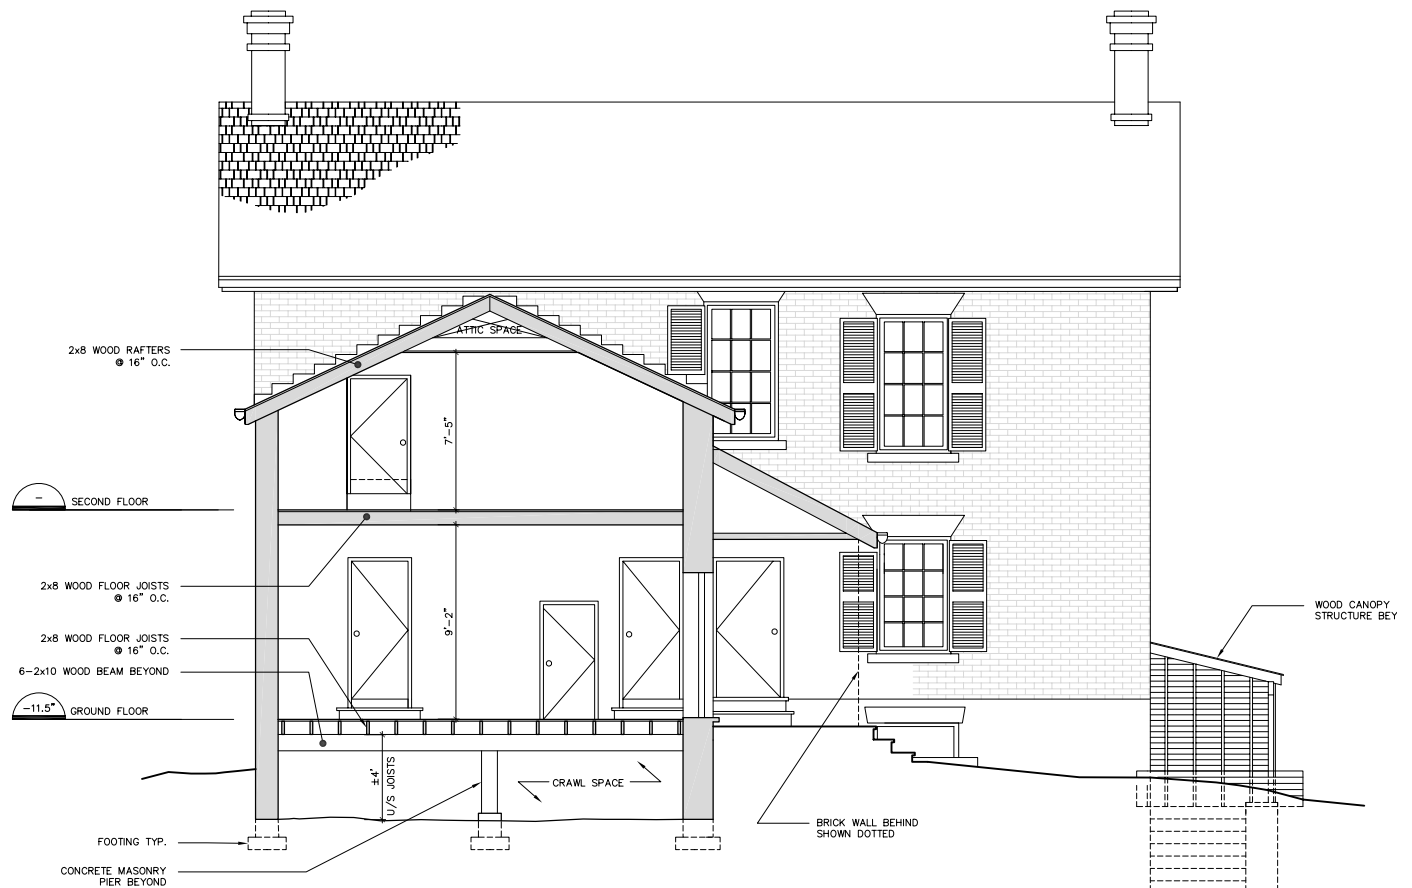 ATTIC SPACE
2x8 WOOD RAFTERS
@ 16" O.C.
7'-5"
-
SECOND FLOOR
2x8 WOOD FLOOR JOISTS
@ 16" O.C.
9'-2"
2x8 WOOD FLOOR JOISTS
@ 16" O.C.
6-2x10 WOOD BEAM BEYOND
-11.5"
GROUND FLOOR
WOOD CANOPY
STRUCTURE BEY
±4'
U/S JOISTS
CRAWL SPACE
BRICK WALL BEHIND
SHOWN DOTTED
FOOTING TYP.
CONCRETE MASONRY
PIER BEYOND